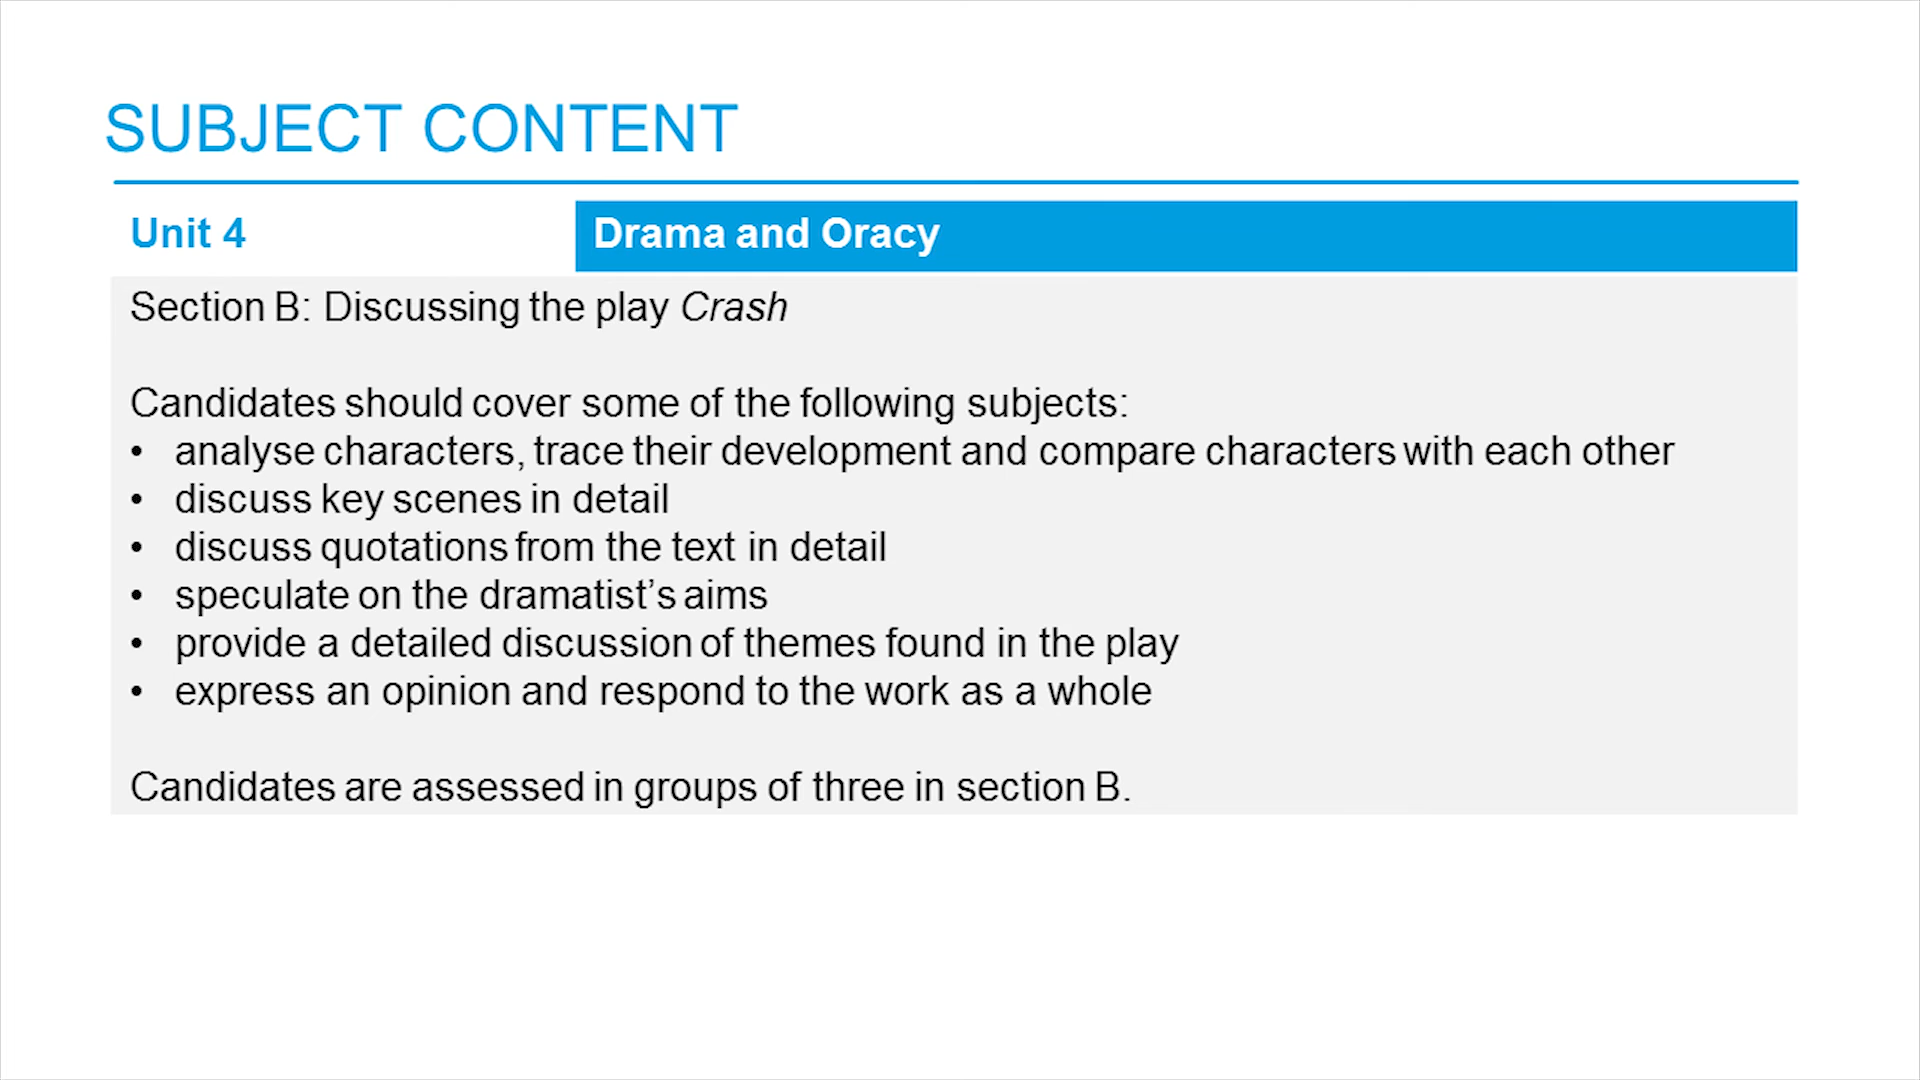 SUBJECT CONTENT
Unit 4
Drama and Oracy
Section B: Discussing the play Crash
Candidates should cover some of the following subjects:
• analyse characters, trace their development and compare characters with each other
• discuss key scenes in detail
• discuss quotations from the text in detail
• speculate on the dramatist’s aims
• provide a detailed discussion of themes found in the play
• express an opinion and respond to the work as a whole
Candidates are assessed in groups of three in section B.